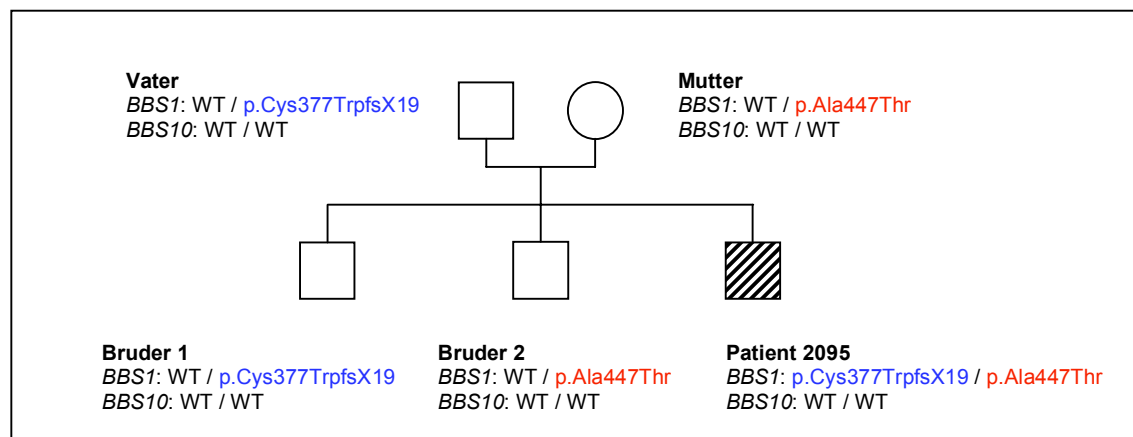 Vater
BBS1: WT / p.Cys377TrpfsX19
BBS10: WT / WT
Mutter
BBS1: WT / p.Ala447Thr
BBS10: WT / WT
Bruder 1
BBS1: WT / p.Cys377TrpfsX19
BBS10: WT / WT
Bruder 2
BBS1: WT / p.Ala447Thr
BBS10: WT / WT
Patient 2095
BBS1: p.Cys377TrpfsX19 / p.Ala447Thr
BBS10: WT / WT